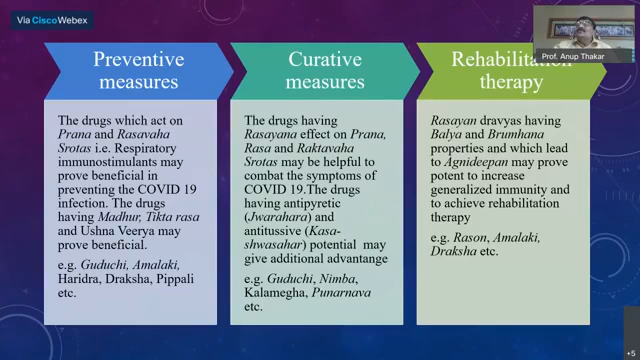 Via Cisco Webex
Prof. Anup Thakar
Preventive
measures
The drugs which act on
Prana and Rasavaha
Srotas i.e. Respiratory
immunostimulants may
prove beneficial in
preventing the COVID 19
infection. The drugs
having Madhur, Tikta rasa
and Ushna Veerya may
prove beneficial.
e.g. Guduchi, Amalaki,
Haridra, Draksha, Pippali
etc.
Curative
measures
The drugs having
Rasayana effect on Prana,
Rasa and Raktavaha
Srotas may be helpful to
combat the symptoms of
COVID 19.The drugs
having antipyretic
(Jwarahara) and
antitussive (Kasa-
shwasahar) potential may
give additional advantange
e.g. Guduchi, Nimba,
Kalamegha, Punarnava
etc.
Rehabilitation
therapy
Rasayan dravyas having
Balya and Brumhana
properties and which lead
to Agnideepan may prove
potent to increase
generalized immunity and
to achieve rehabilitation
therapy
e.g. Rason, Amalaki,
Draksha etc.
+5